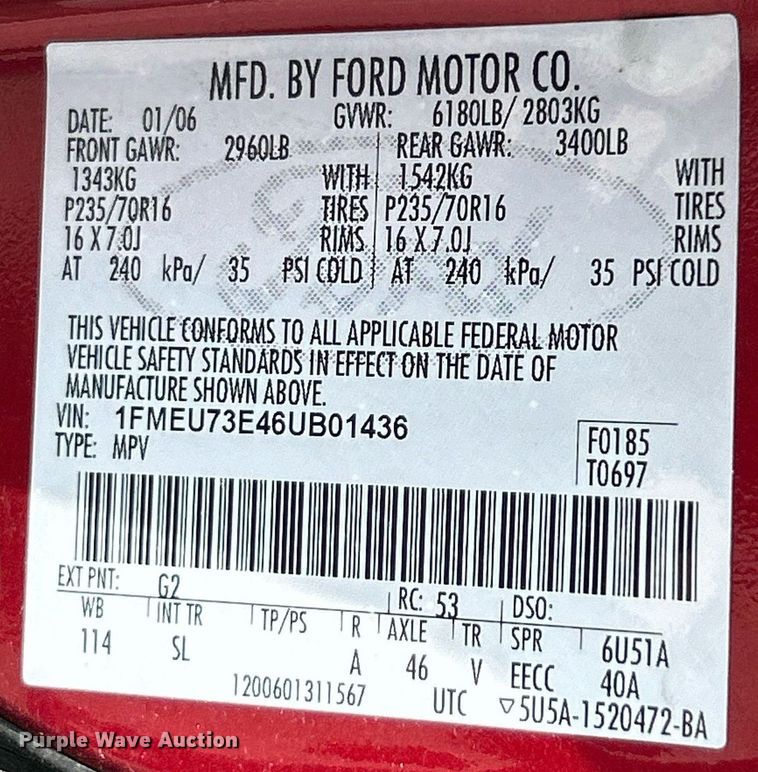 MFD. BY FORD MOTOR CO.
DATE: 01/06 GVWR: 6180LB/ 2803KG
FRONT GAWR: 2960LB REAR GAWR: 3400LB
1343KG WITH 1542KG WITH
P235/70R16 TIRES P235/70R16 TIRES
16 X 7.0J RIMS 16 X 7.0J RIMS
AT 240 kPa/ 35 PSI COLD AT 240 kPa/ 35 PSI COLD
THIS VEHICLE CONFORMS TO ALL APPLICABLE FEDERAL MOTOR
VEHICLE SAFETY STANDARDS IN EFFECT ON THE DATE OF
MANUFACTURE SHOWN ABOVE.
VIN: 1FMEU73E46UB01436
TYPE: MPV
F0185
T0697
EXT PNT: G2 RC: 53 DSO:
WB INT TR TP/PS R AXLE TR SPR 6U51A
114 SL A 46 V EECC 40A
1200601311567 UTC ▽5U5A-1520472-BA
Purple Wave Auction